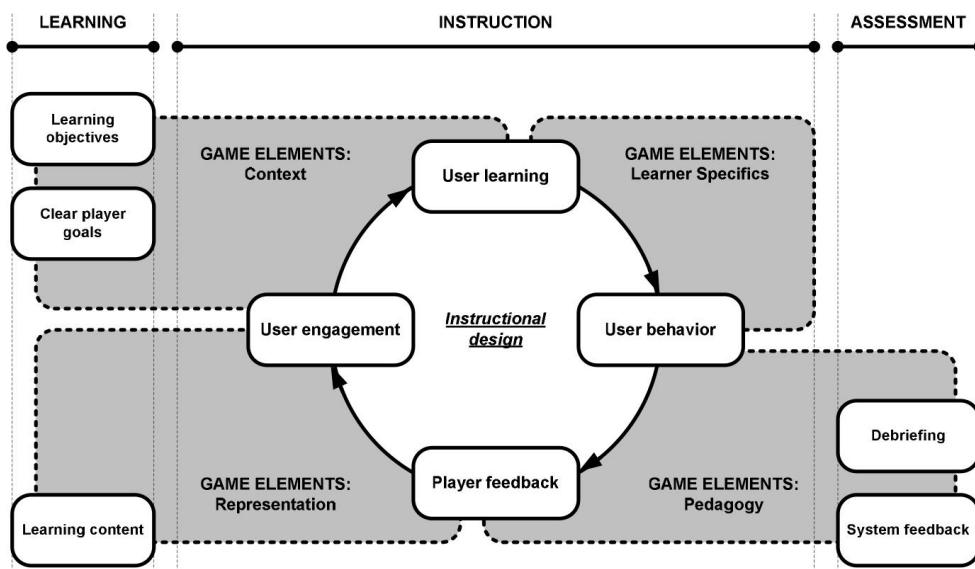 LEARNING
INSTRUCTION
ASSESSMENT
Learning
objectives
GAME ELEMENTS:
Context
User learning
GAME ELEMENTS:
Learner Specifics
Clear player
goals
User engagement
Instructional
design
User behavior
Debriefing
GAME ELEMENTS:
Representation
Player feedback
GAME ELEMENTS:
Pedagogy
Learning content
System feedback